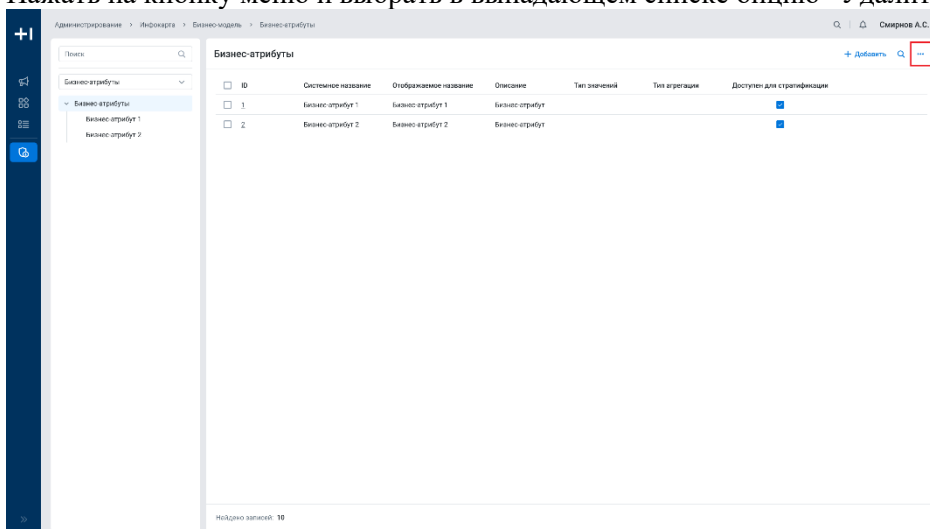 Нажать на кнопку меню и выбрать в выпадающем списке опцию "Удалить
Администрирование > Инфокарта > Бизнес-модель > Бизнес-атрибуты
Смирнов А.С.
Поиск
Бизнес-атрибуты
+ Добавить
Бизнес-атрибуты
Бизнес-атрибуты
Бизнес-атрибут 1
Бизнес-атрибут 2
ID Системное название Отображаемое название Описание Тип значений Тип агрегации Доступен для стратификации
1 Бизнес-атрибут 1 Бизнес-атрибут 1 Бизнес-атрибут
2 Бизнес-атрибут 2 Бизнес-атрибут 2 Бизнес-атрибут
Найдено записей: 10